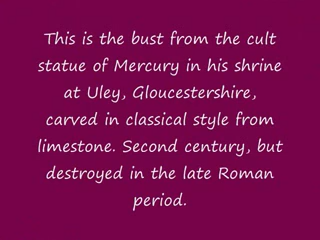 This is the bust from the cult
statue of Mercury in his shrine
at Uley, Gloucestershire,
carved in classical style from
limestone. Second century, but
destroyed in the late Roman
period.